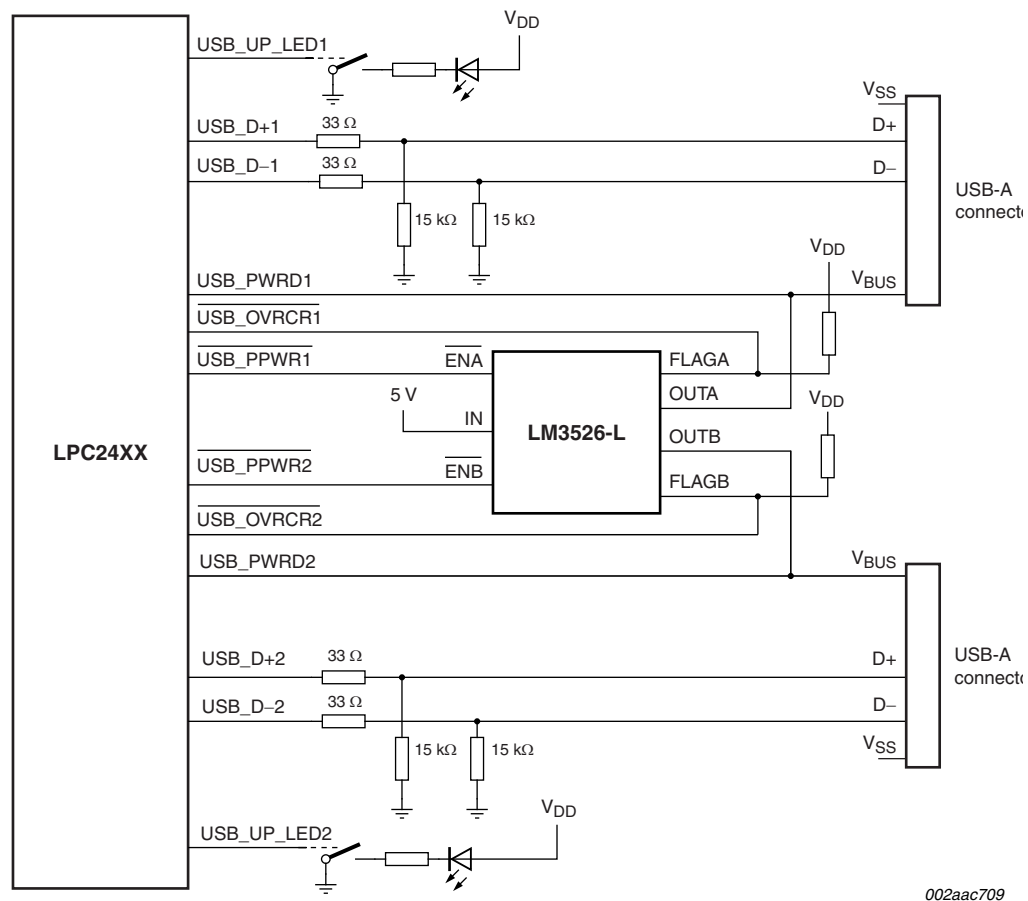 USB_UP_LED1
V_DD
V_SS
USB_D+1
33 Ω
D+
USB_D−1
33 Ω
D−
USB-A
connecto
15 kΩ
15 kΩ
V_DD
USB_PWRD1
V_BUS
USB_OVRCR1
USB_PPWR1
ENA
FLAGA
5 V
OUTA
V_DD
IN
LM3526-L
OUTB
LPC24XX
USB_PPWR2
ENB
FLAGB
USB_OVRCR2
USB_PWRD2
V_BUS
USB_D+2
33 Ω
D+
USB-A
connecto
USB_D−2
33 Ω
D−
15 kΩ
15 kΩ
V_SS
V_DD
USB_UP_LED2
002aac709